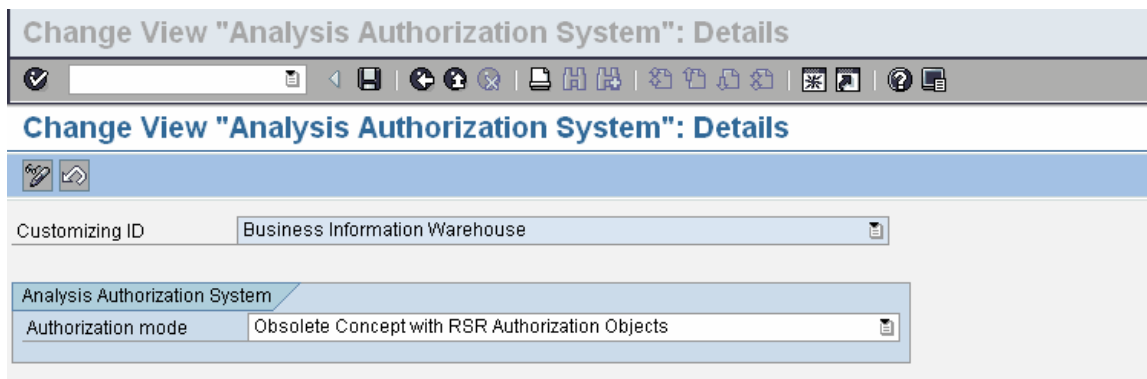 Change View "Analysis Authorization System": Details
Change View "Analysis Authorization System": Details
Customizing ID Business Information Warehouse
Analysis Authorization System
Authorization mode Obsolete Concept with RSR Authorization Objects